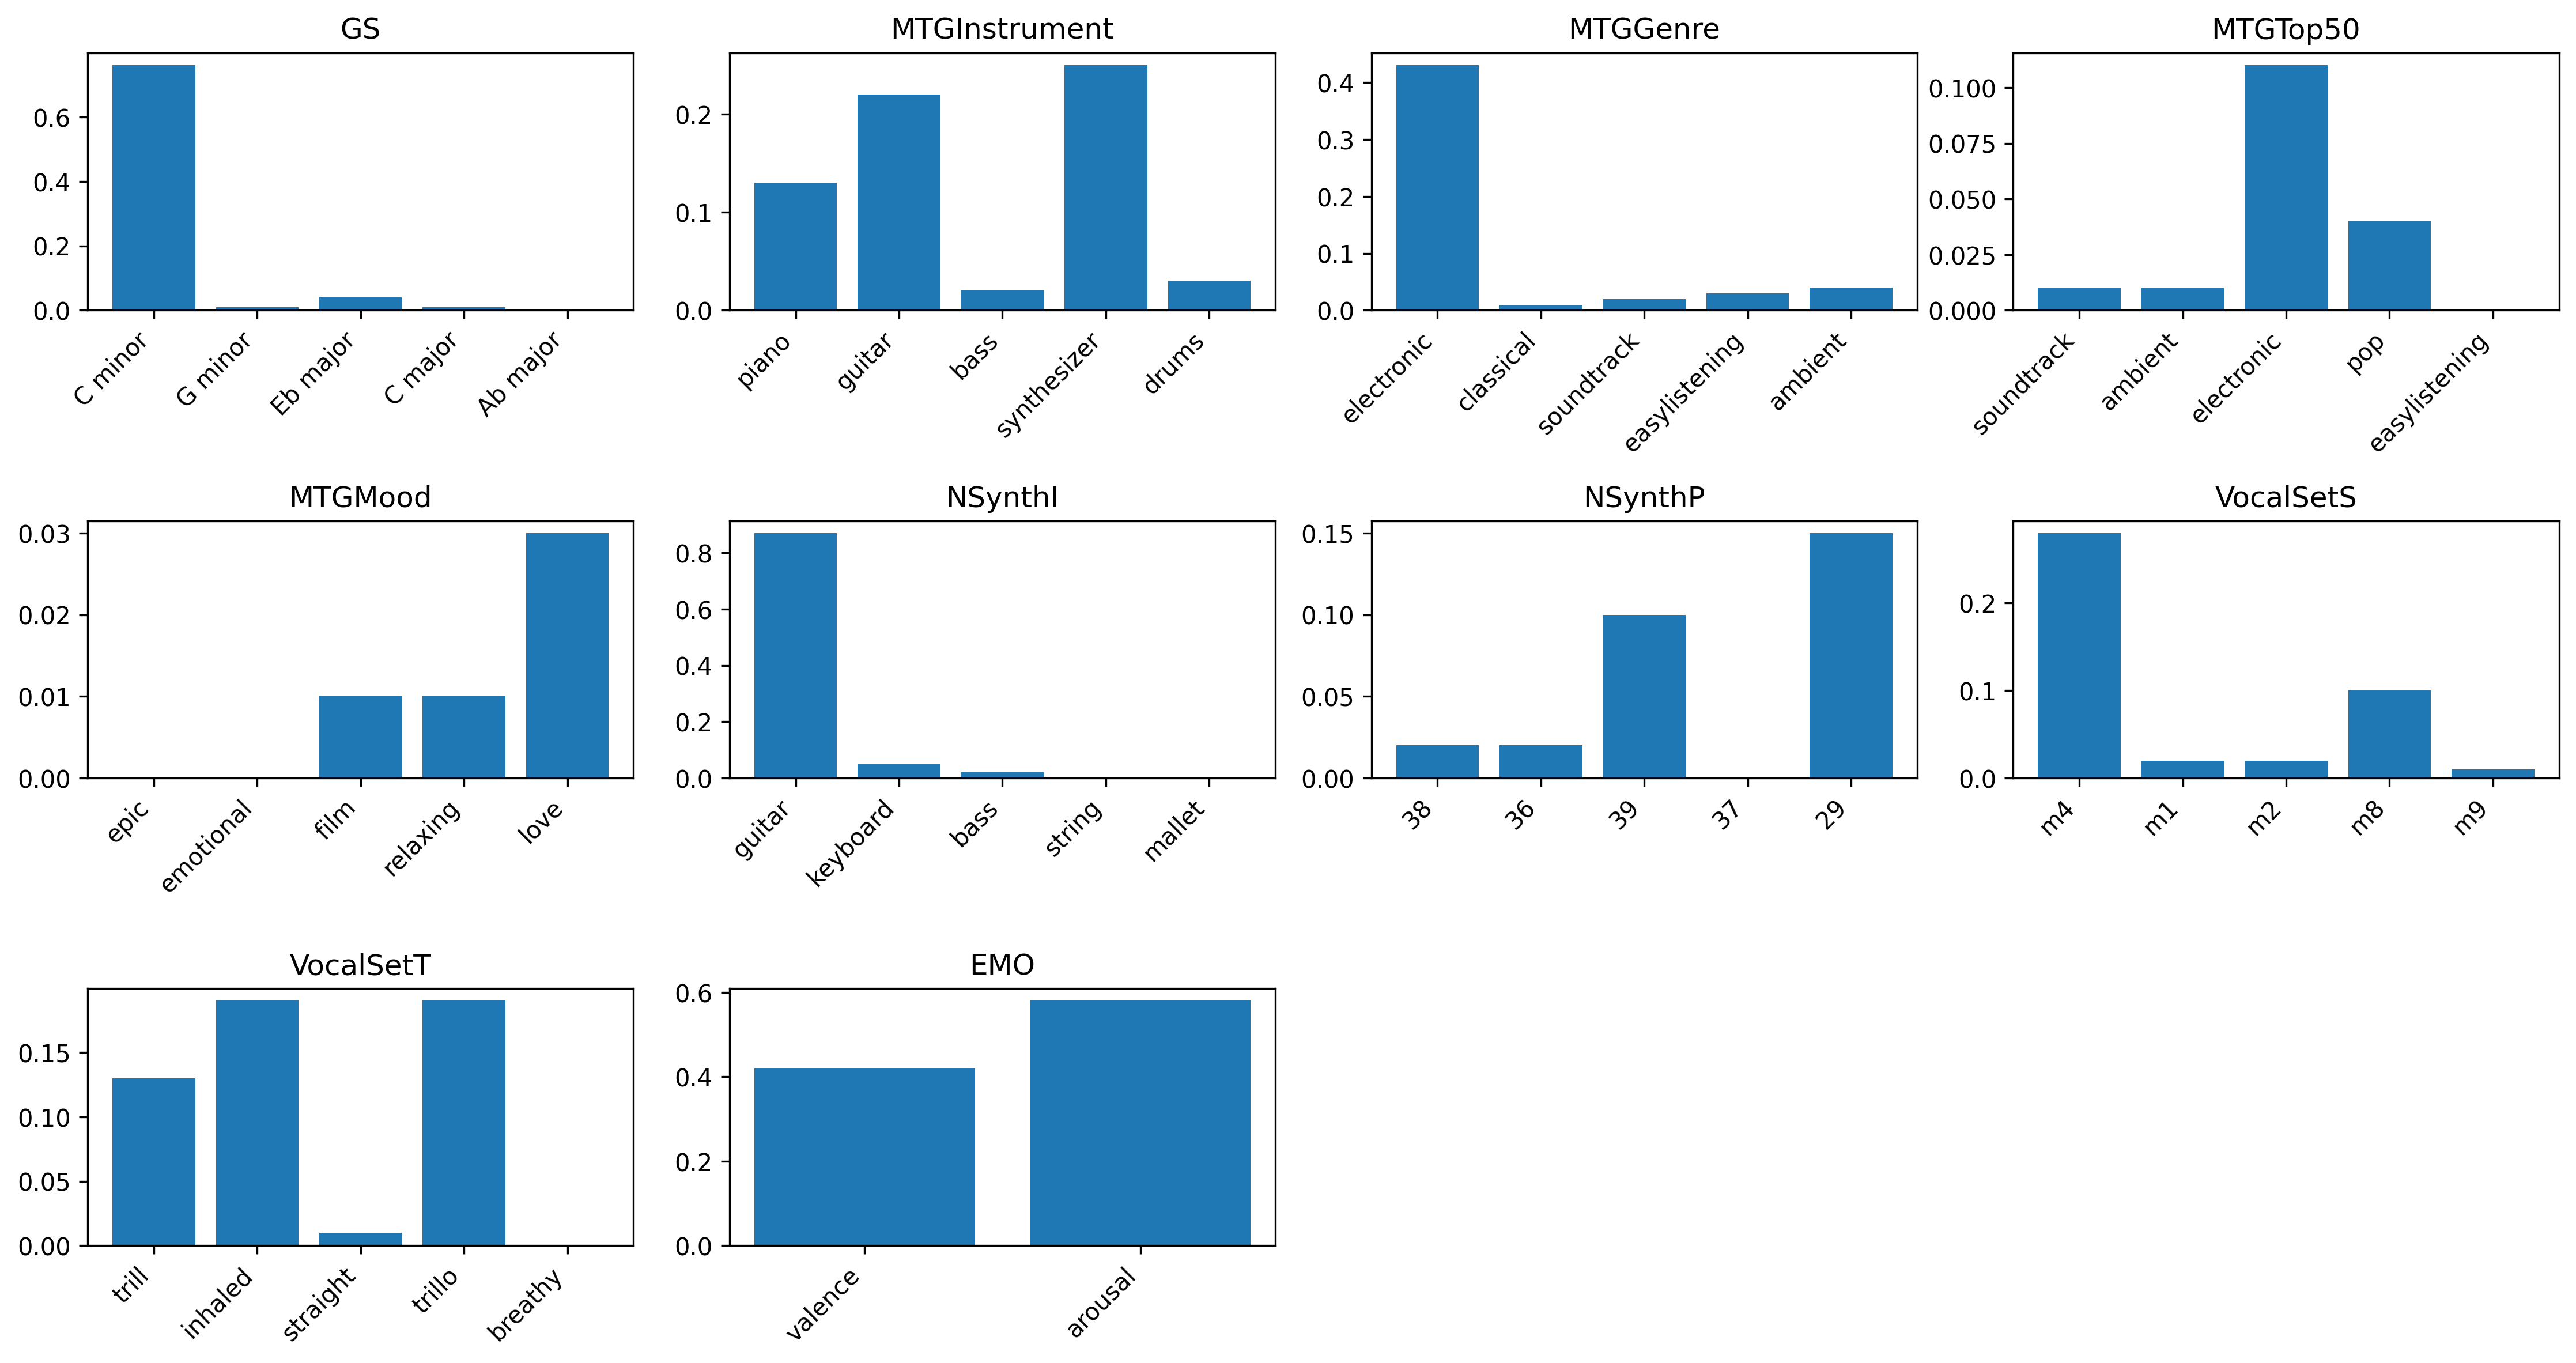 GS
0.6
0.4
0.2
0.0
C minor
G minor
Eb major
C major
Ab major
MTGInstrument
0.2
0.1
0.0
piano
guitar
bass
synthesizer
drums
MTGGenre
0.4
0.3
0.2
0.1
0.0
electronic
classical
soundtrack
easylistening
ambient
MTGTop50
0.100
0.075
0.050
0.025
0.000
soundtrack
ambient
electronic
pop
easylistening
MTGMood
0.03
0.02
0.01
0.00
epic
emotional
film
relaxing
love
NSynthI
0.8
0.6
0.4
0.2
0.0
guitar
keyboard
bass
string
mallet
NSynthP
0.15
0.10
0.05
0.00
38
36
39
37
29
VocalSetS
0.2
0.1
0.0
m4
m1
m2
m8
m9
VocalSetT
0.15
0.10
0.05
0.00
trill
inhaled
straight
trillo
breathy
EMO
0.6
0.4
0.2
0.0
valence
arousal